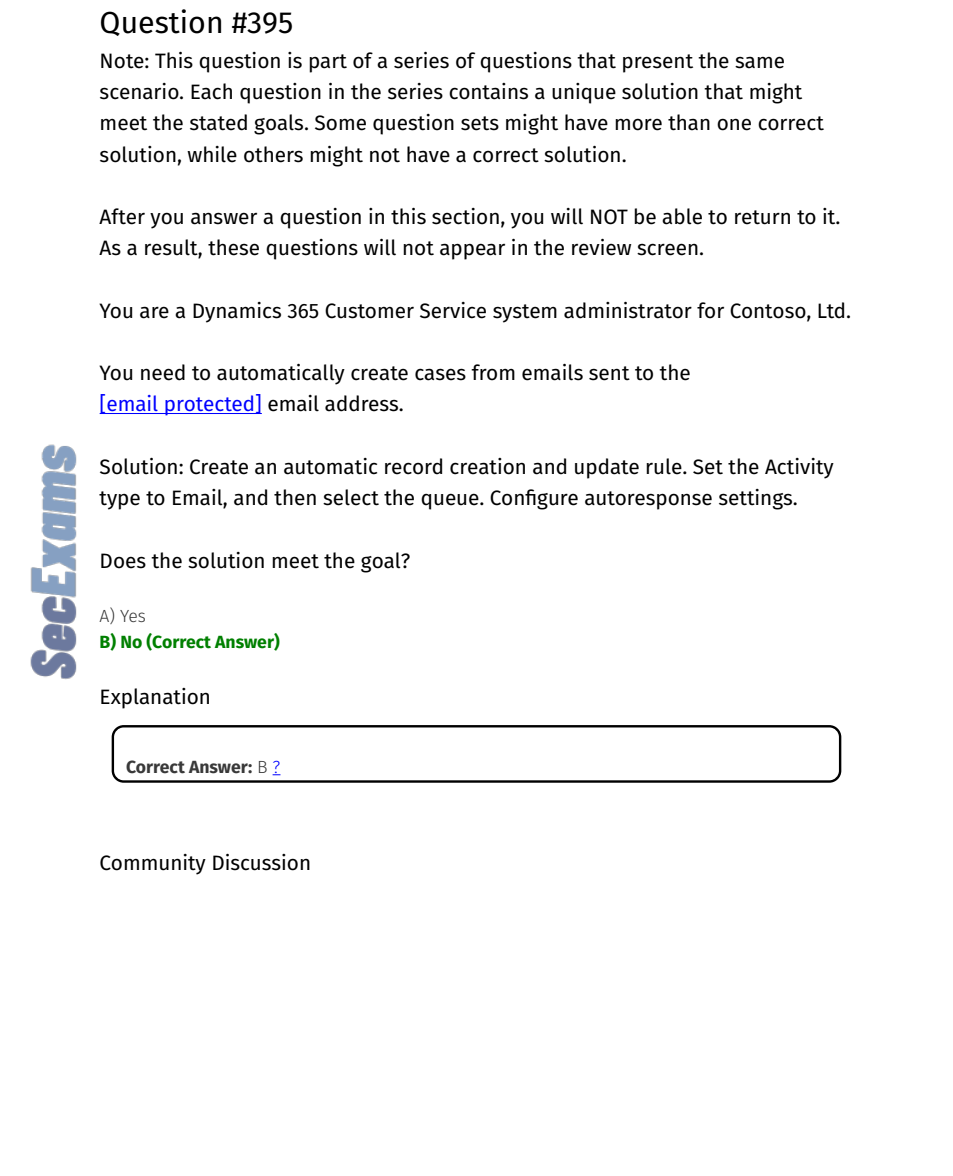 Question #395
Note: This question is part of a series of questions that present the same
scenario. Each question in the series contains a unique solution that might
meet the stated goals. Some question sets might have more than one correct
solution, while others might not have a correct solution.
After you answer a question in this section, you will NOT be able to return to it.
As a result, these questions will not appear in the review screen.
You are a Dynamics 365 Customer Service system administrator for Contoso, Ltd.
You need to automatically create cases from emails sent to the
[email protected] email address.
Solution: Create an automatic record creation and update rule. Set the Activity
type to Email, and then select the queue. Configure autoresponse settings.
Does the solution meet the goal?
A) Yes
B) No (Correct Answer)
Explanation
Correct Answer: B ?
Community Discussion
SecExams